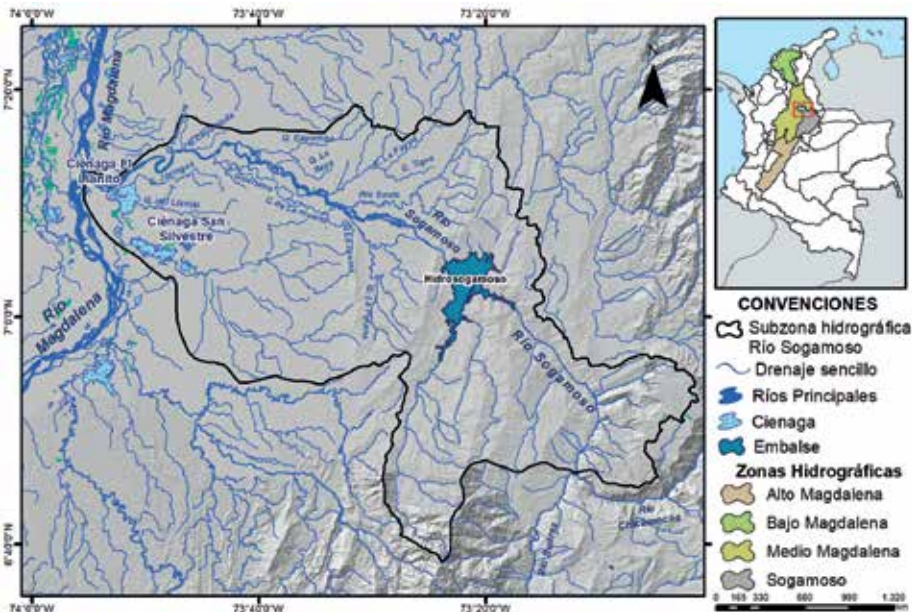 74°0'0"W
73°40'0"W
73°20'0"W
7°20'0"N
7°0'0"N
6°40'0"N
Río Magdalena
Ciénaga El
Llanito
Ciénaga San
Silvestre
Río
Sogamoso
Hidrosogamoso
Río Sogamoso
Río
Magdalena
74°0'0"W
73°40'0"W
73°20'0"W
CONVENCIONES
Subzona hidrográfica
Río Sogamoso
Drenaje sencillo
Ríos Principales
Cienaga
Embalse
Zonas Hidrográficas
Alto Magdalena
Bajo Magdalena
Medio Magdalena
Sogamoso
0 165 330 660 990 1.320